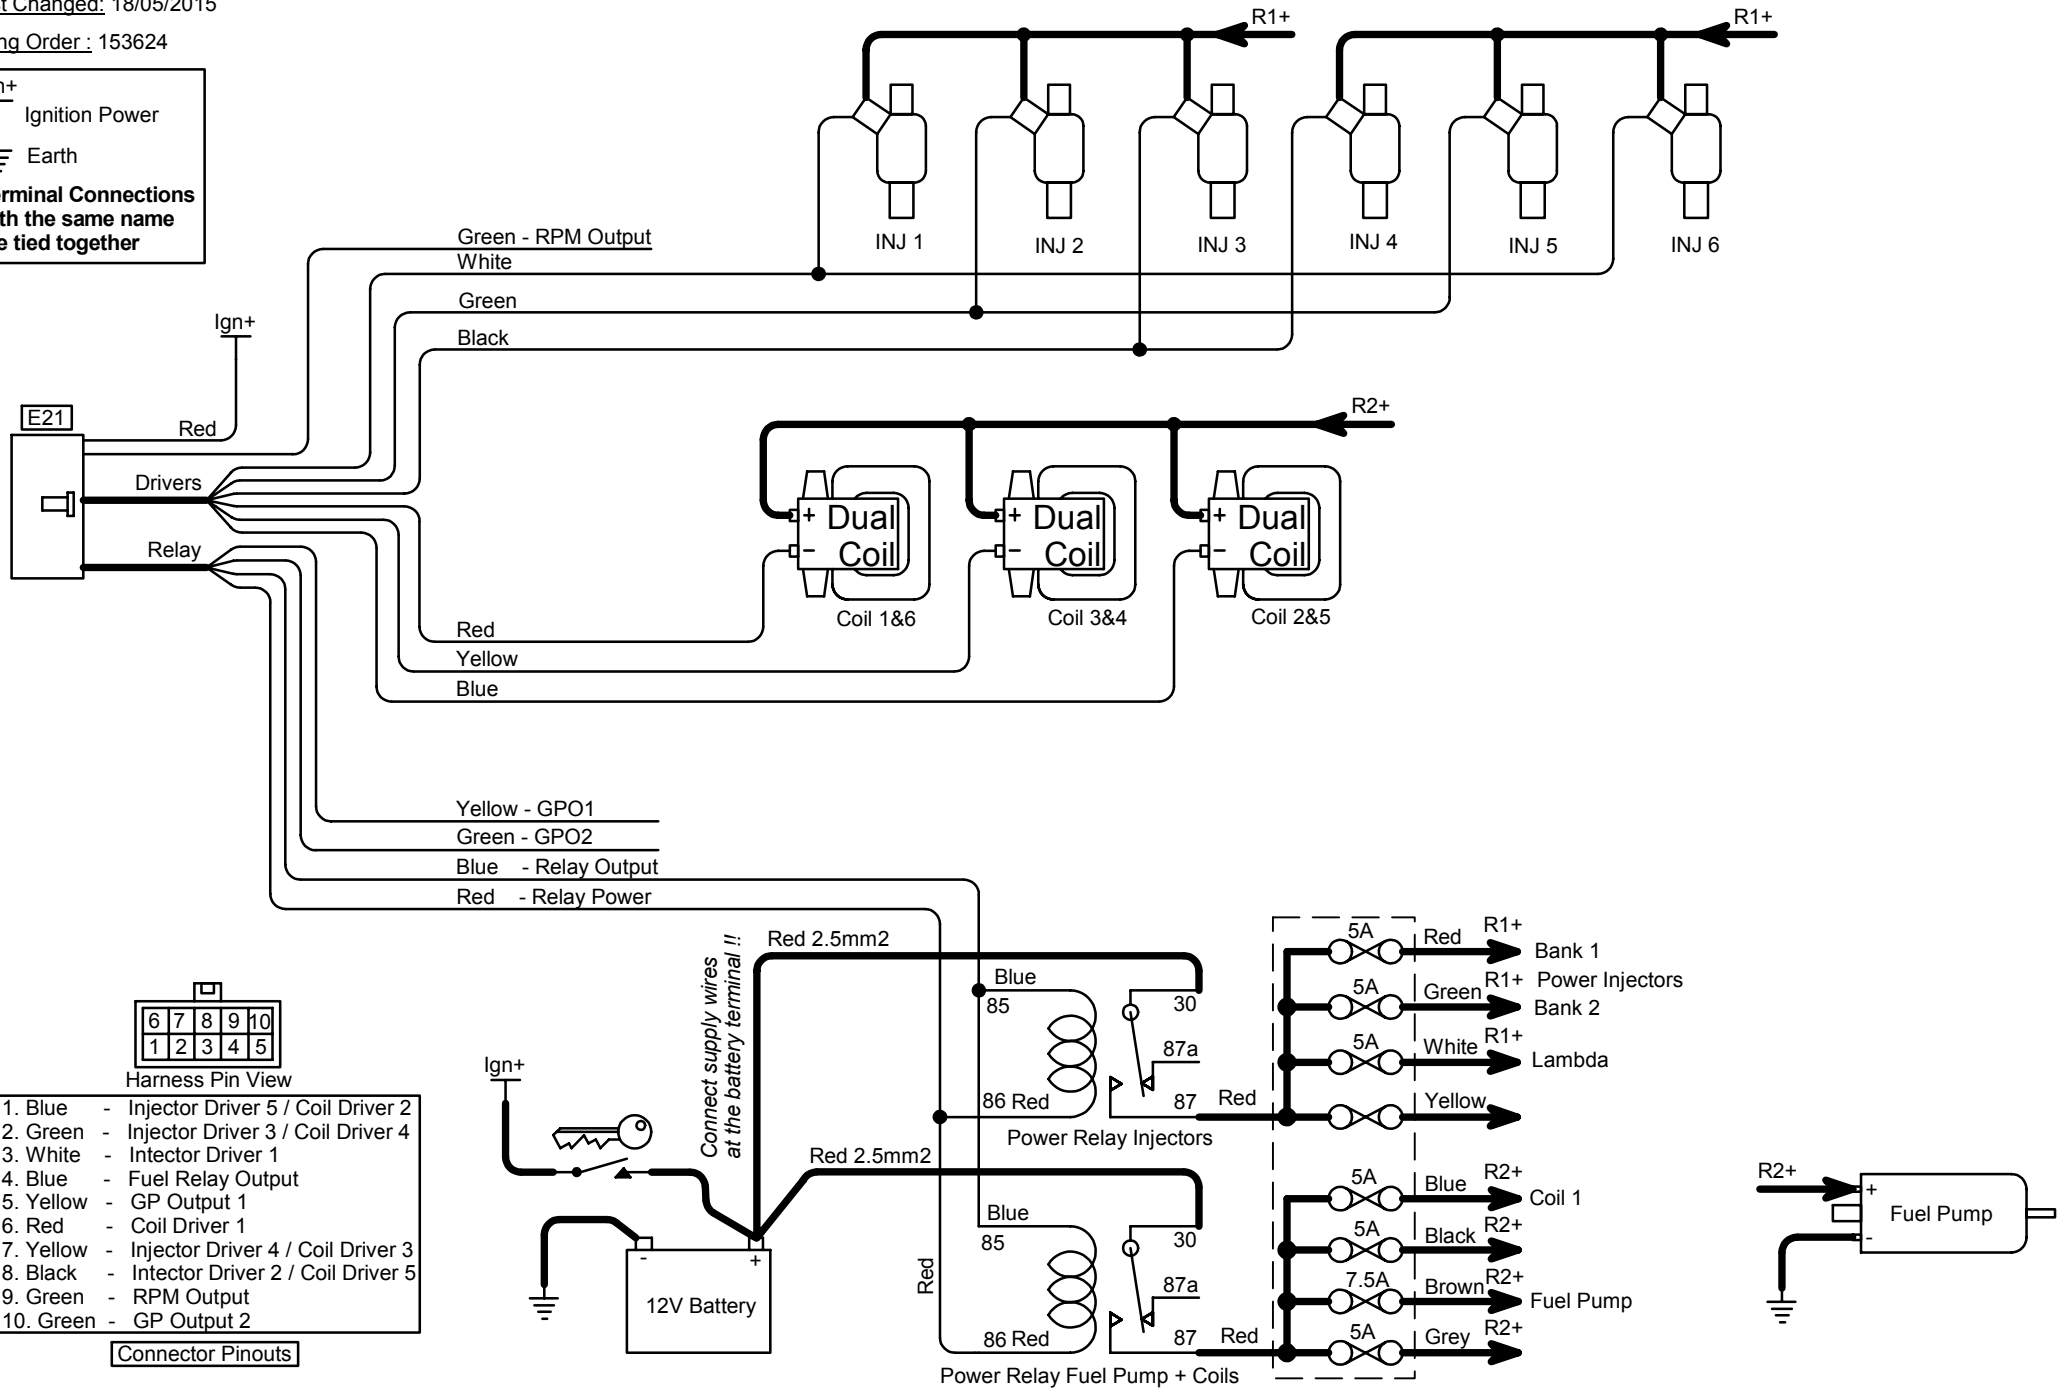 Changed: 18/05/2015
Order : 153624
Ignition Power
Earth
Connections
the same name
tied together
R1+
R1+
INJ 1
INJ 2
INJ 3
INJ 4
INJ 5
INJ 6
Green - RPM Output
White
Green
Black
Ign+
E21
Red
Drivers
Relay
R2+
+ Dual
- Coil
+ Dual
- Coil
+ Dual
- Coil
Coil 1&6
Coil 3&4
Coil 2&5
Red
Yellow
Blue
Yellow - GPO1
Green - GPO2
Blue - Relay Output
Red - Relay Power
Connect supply wires
at the battery terminal !!
Red 2.5mm2
Blue
85
30
87a
86 Red
87
Red
Power Relay Injectors
5A
Red
R1+
Bank 1
5A
Green
R1+
Power Injectors
Bank 2
5A
White
R1+
Lambda
Yellow
6 7 8 9 10
1 2 3 4 5
Harness Pin View
1. Blue - Injector Driver 5 / Coil Driver 2
2. Green - Injector Driver 3 / Coil Driver 4
3. White - Intector Driver 1
4. Blue - Fuel Relay Output
5. Yellow - GP Output 1
6. Red - Coil Driver 1
7. Yellow - Injector Driver 4 / Coil Driver 3
8. Black - Intector Driver 2 / Coil Driver 5
9. Green - RPM Output
10. Green - GP Output 2
Connector Pinouts
Ign+
- +
12V Battery
Red 2.5mm2
Red
Blue
85
30
87a
86 Red
87
Red
Power Relay Fuel Pump + Coils
5A
Blue
R2+
Coil 1
5A
Black
R2+
7.5A
Brown
R2+
Fuel Pump
5A
Grey
R2+
R2+
+
Fuel Pump
-